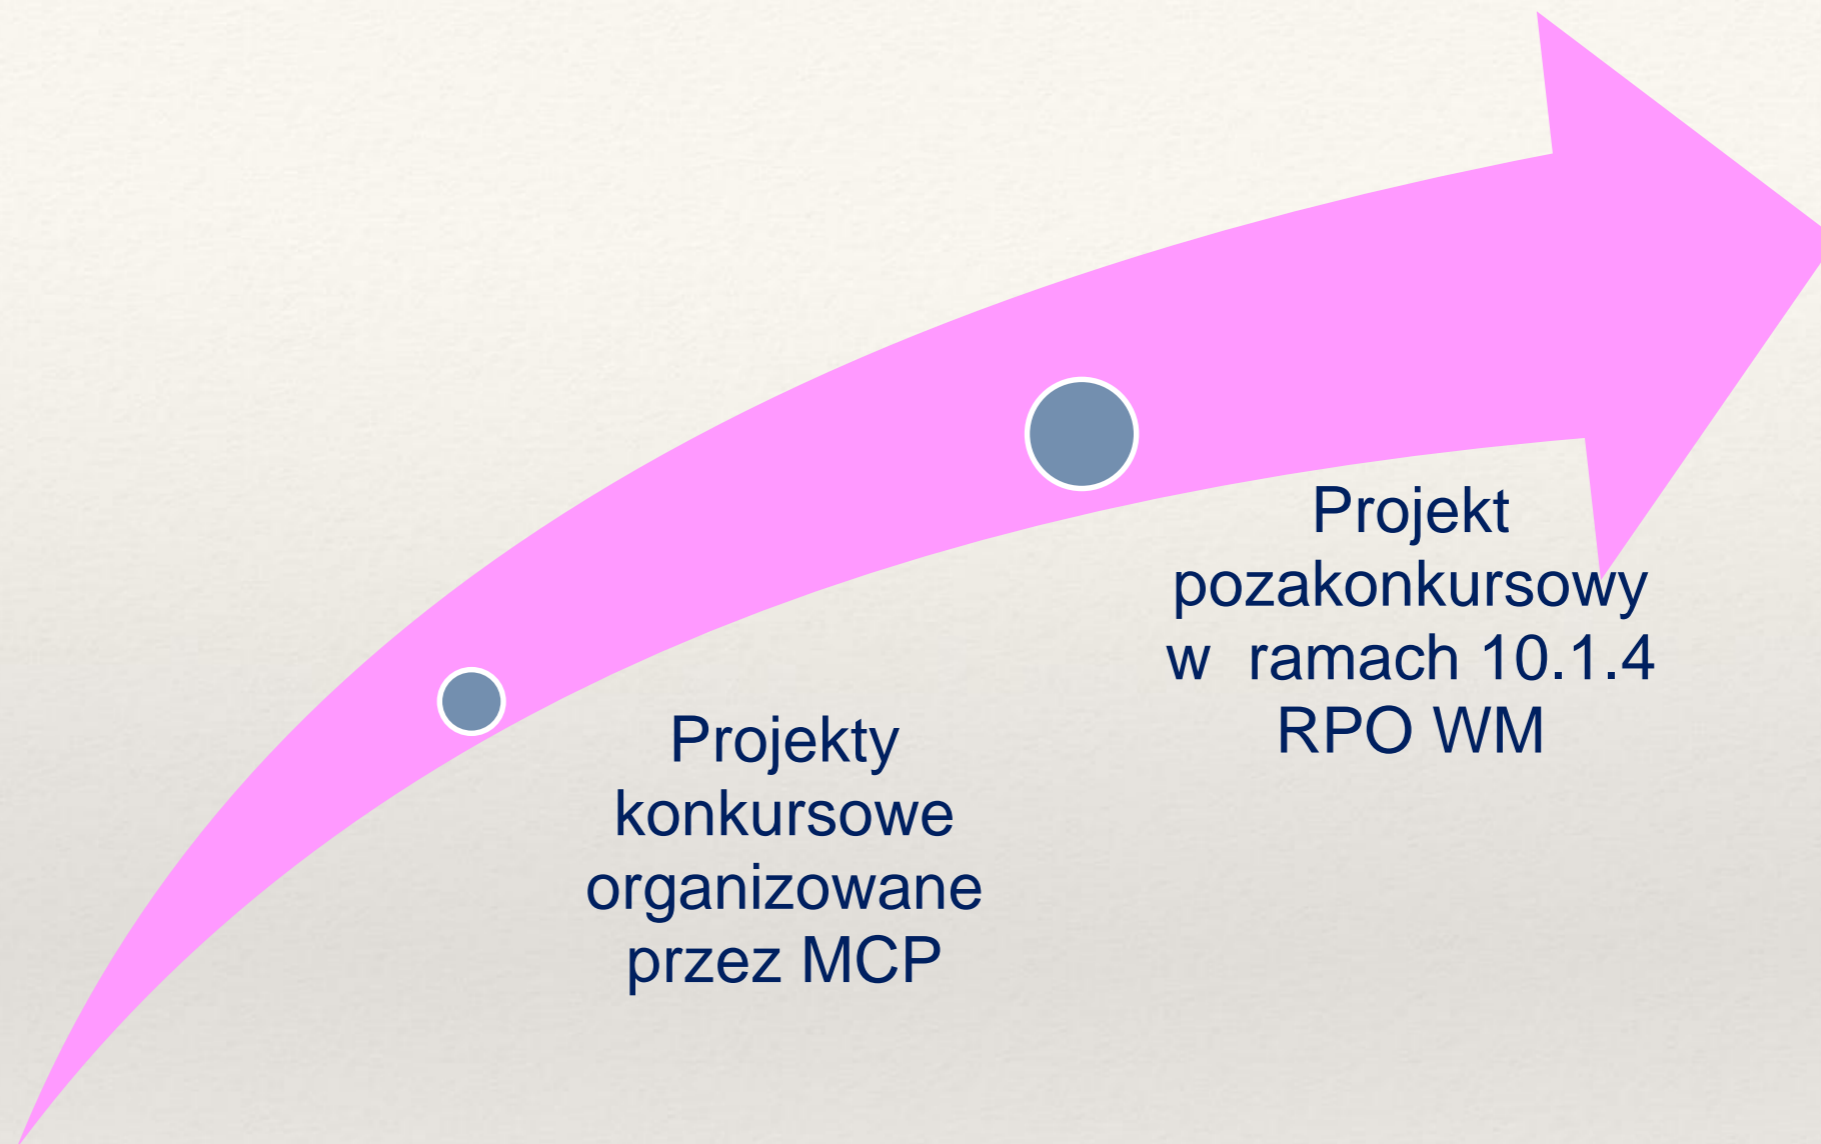 Projekty
konkursowe
organizowane
przez MCP
Projekt
pozakonkursowy
w  ramach 10.1.4
RPO WM